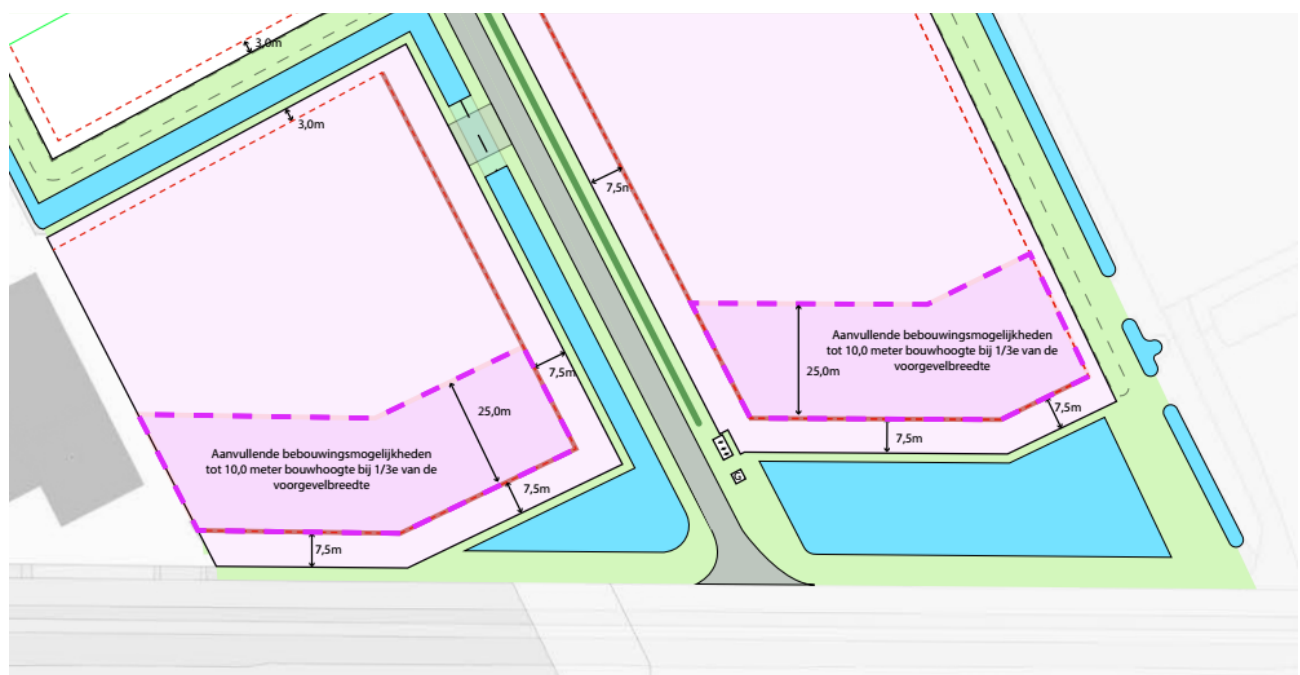 3,0m
3,0m
7,5m
Aanvullende bebouwingsmogelijkheden
tot 10,0 meter bouwhoogte bij 1/3e van de
voorgevelbreedte
25,0m
7,5m
7,5m
7,5m
25,0m
Aanvullende bebouwingsmogelijkheden
tot 10,0 meter bouwhoogte bij 1/3e van de
voorgevelbreedte
7,5m
7,5m
G